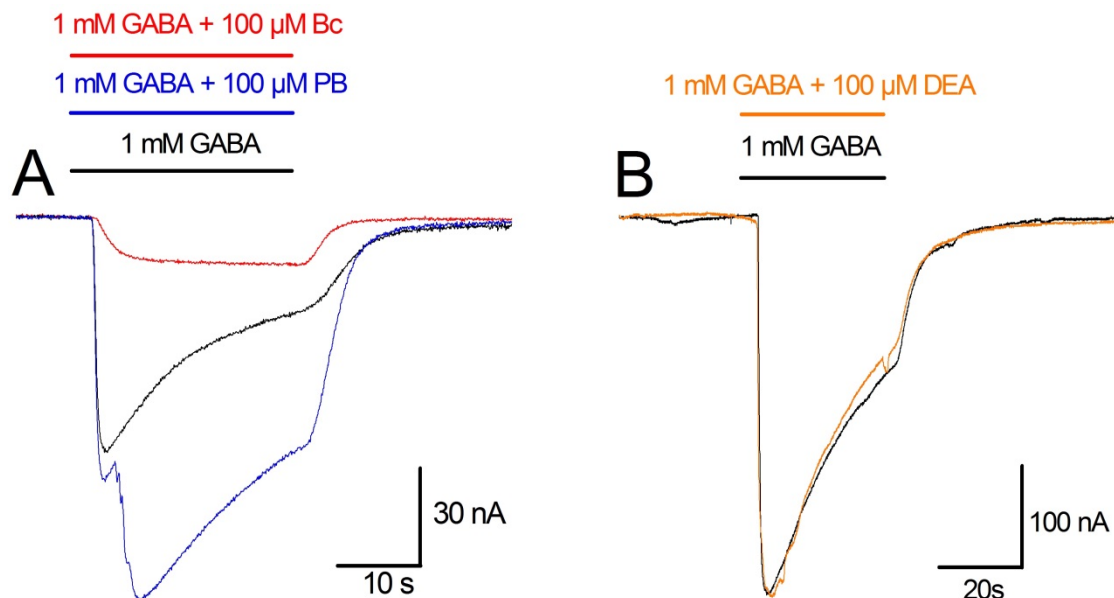 1 mM GABA + 100 µM Bc
1 mM GABA + 100 µM PB
1 mM GABA
A
30 nA
10 s
1 mM GABA + 100 µM DEA
1 mM GABA
B
100 nA
20s